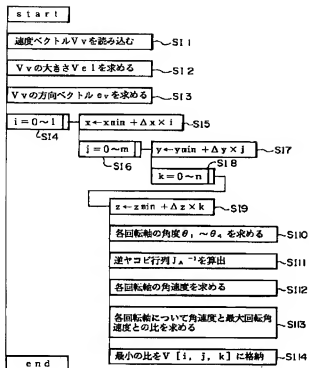 start
速度ベクトルVvを読み込む S11
Vvの大きさVelを求める S12
Vvの方向ベクトルevを求める S13
i=0~l x←xmin+Δx×i S15
S14
j=0~m y←ymin+Δy×j S17
S16 S18
k=0~n
z←zmin+Δz×k S19
各回転軸の角度θ₁~θ₄を求める S110
逆ヤコビ行列J_A⁻¹を算出 S111
各回転軸の角速度を求める S112
各回転軸について角速度と最大回転角
速度との比を求める S113
最小の比をV[i, j, k]に格納 S114
end